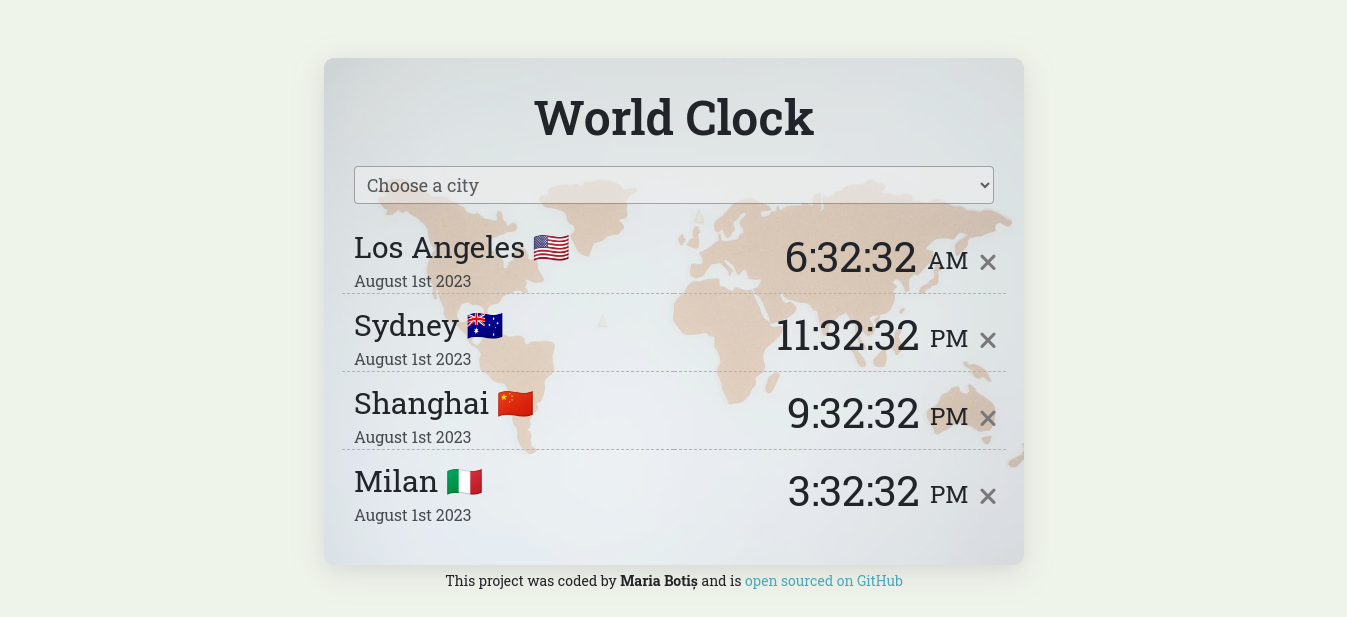 World Clock
Choose a city
Los Angeles 🇺🇸
6:32:32 AM ×
August 1st 2023
Sydney 🇦🇺
11:32:32 PM ×
August 1st 2023
Shanghai 🇨🇳
9:32:32 PM ×
August 1st 2023
Milan 🇮🇹
3:32:32 PM ×
August 1st 2023
This project was coded by Maria Botiș and is open sourced on GitHub